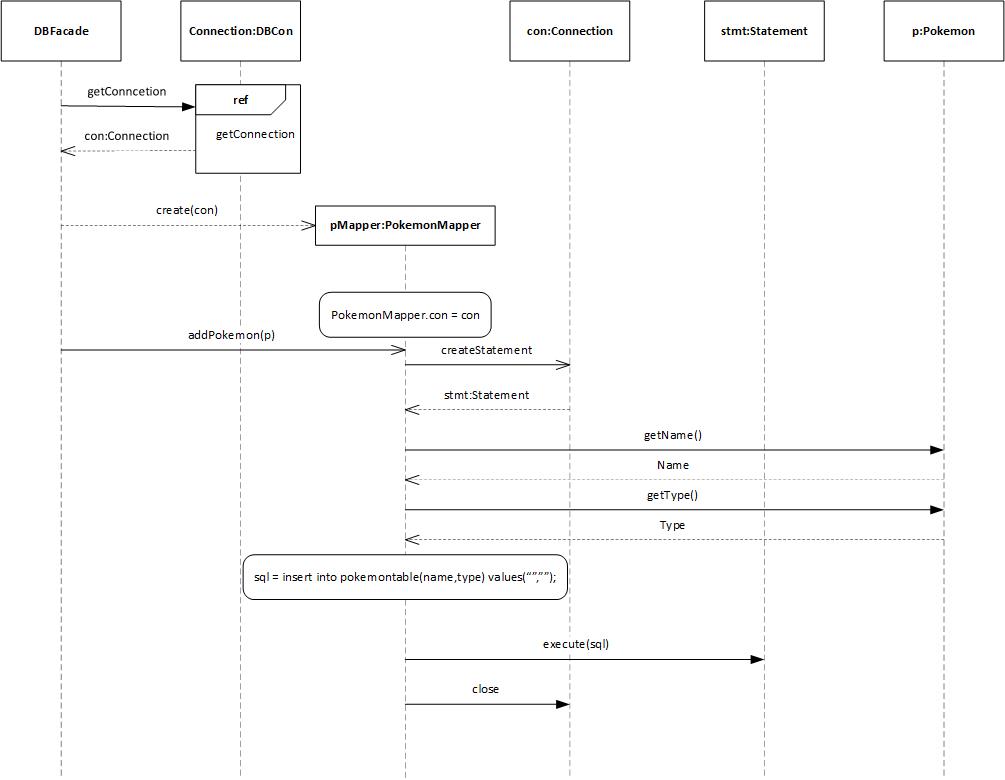 DBFacade
Connection:DBCon
con:Connection
stmt:Statement
p:Pokemon
getConncetion
ref
con:Connection
getConnection
create(con)
pMapper:PokemonMapper
PokemonMapper.con = con
addPokemon(p)
createStatement
stmt:Statement
getName()
Name
getType()
Type
sql = insert into pokemontable(name,type) values(“”,””);
execute(sql)
close